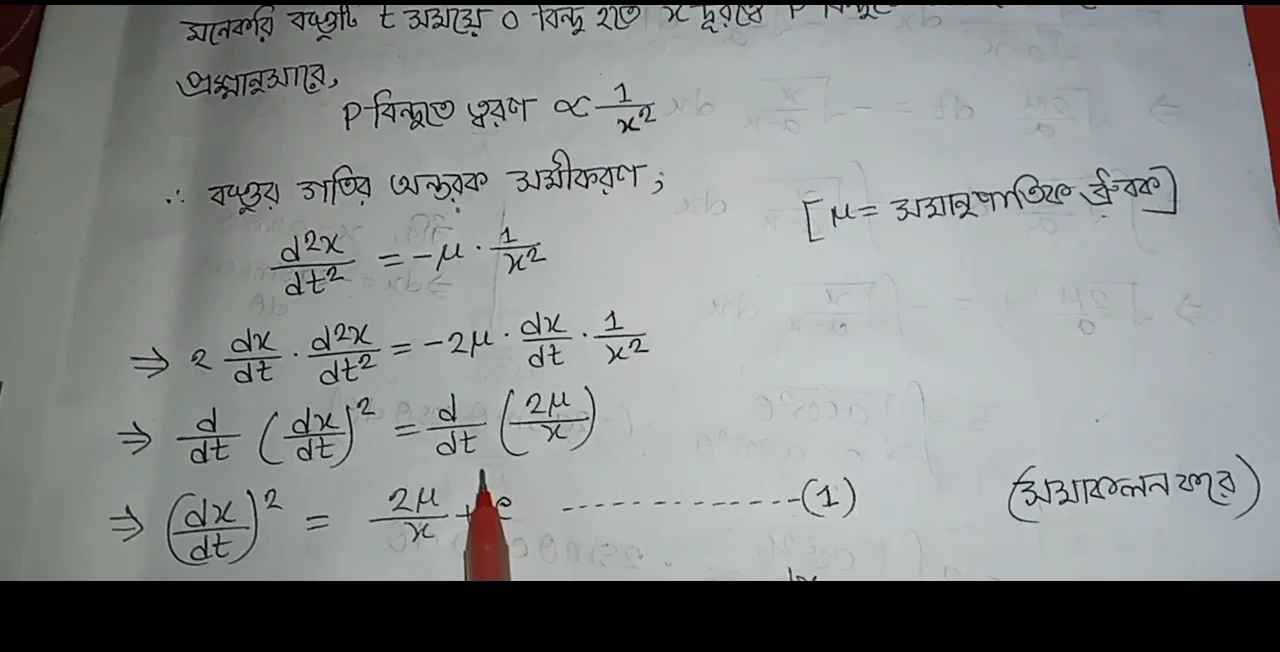 মনেকরি বস্তুটি t সময়ে O বিন্দু হতে x দূরত্বে P বিন্দুতে
প্রশ্নানুসারে,
P-বিন্দুতে ত্বরণ ∝ 1/x²
∴ বস্তুর গতির অন্তরক সমীকরণ;
[μ = সমানুপাতিক ধ্রুবক]
d²x/dt² = -μ · 1/x²
⇒ 2 dx/dt · d²x/dt² = -2μ · dx/dt · 1/x²
⇒ d/dt (dx/dt)² = d/dt (2μ/x)
⇒ (dx/dt)² = 2μ/x + c ---------------(1) (সমাকলন করে)